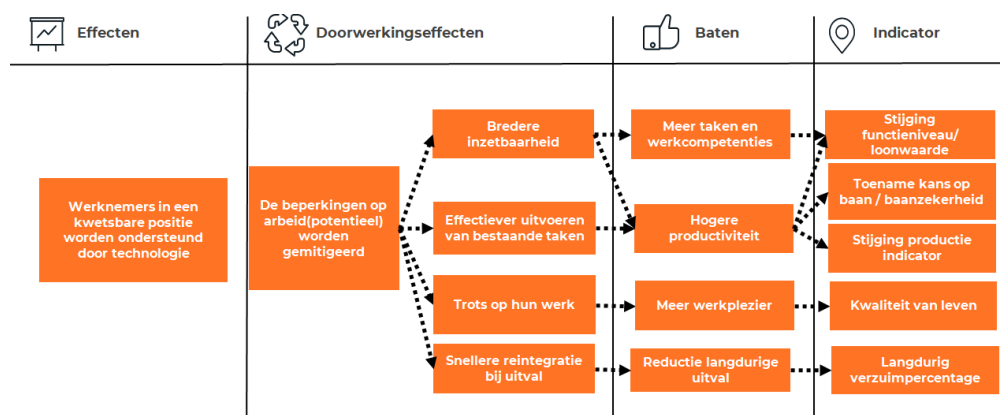 Effecten
Doorwerkingseffecten
Baten
Indicator
Werknemers in een
kwetsbare positie
worden ondersteund
door technologie
De beperkingen op
arbeid(potentieel)
worden
gemitigeerd
Bredere
inzetbaarheid
Effectiever uitvoeren
van bestaande taken
Trots op hun werk
Snellere reintegratie
bij uitval
Meer taken en
werkcompetenties
Hogere
productiviteit
Meer werkplezier
Reductie langdurige
uitval
Stijging
functieniveau/
loonwaarde
Toename kans op
baan / baanzekerheid
Stijging productie
indicator
Kwaliteit van leven
Langdurig
verzuimpercentage